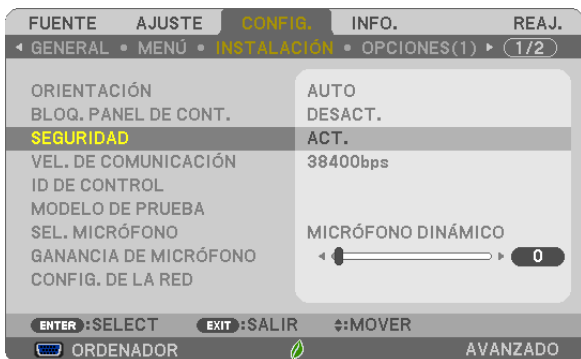 FUENTE AJUSTE CONFIG. INFO. REAJ.
GENERAL • MENÚ • INSTALACIÓN • OPCIONES(1) 1/2
ORIENTACIÓN AUTO
BLOQ. PANEL DE CONT. DESACT.
SEGURIDAD ACT.
VEL. DE COMUNICACIÓN 38400bps
ID DE CONTROL
MODELO DE PRUEBA
SEL. MICRÓFONO MICRÓFONO DINÁMICO
GANANCIA DE MICRÓFONO 0
CONFIG. DE LA RED
ENTER :SELECT EXIT :SALIR :MOVER
ORDENADOR AVANZADO